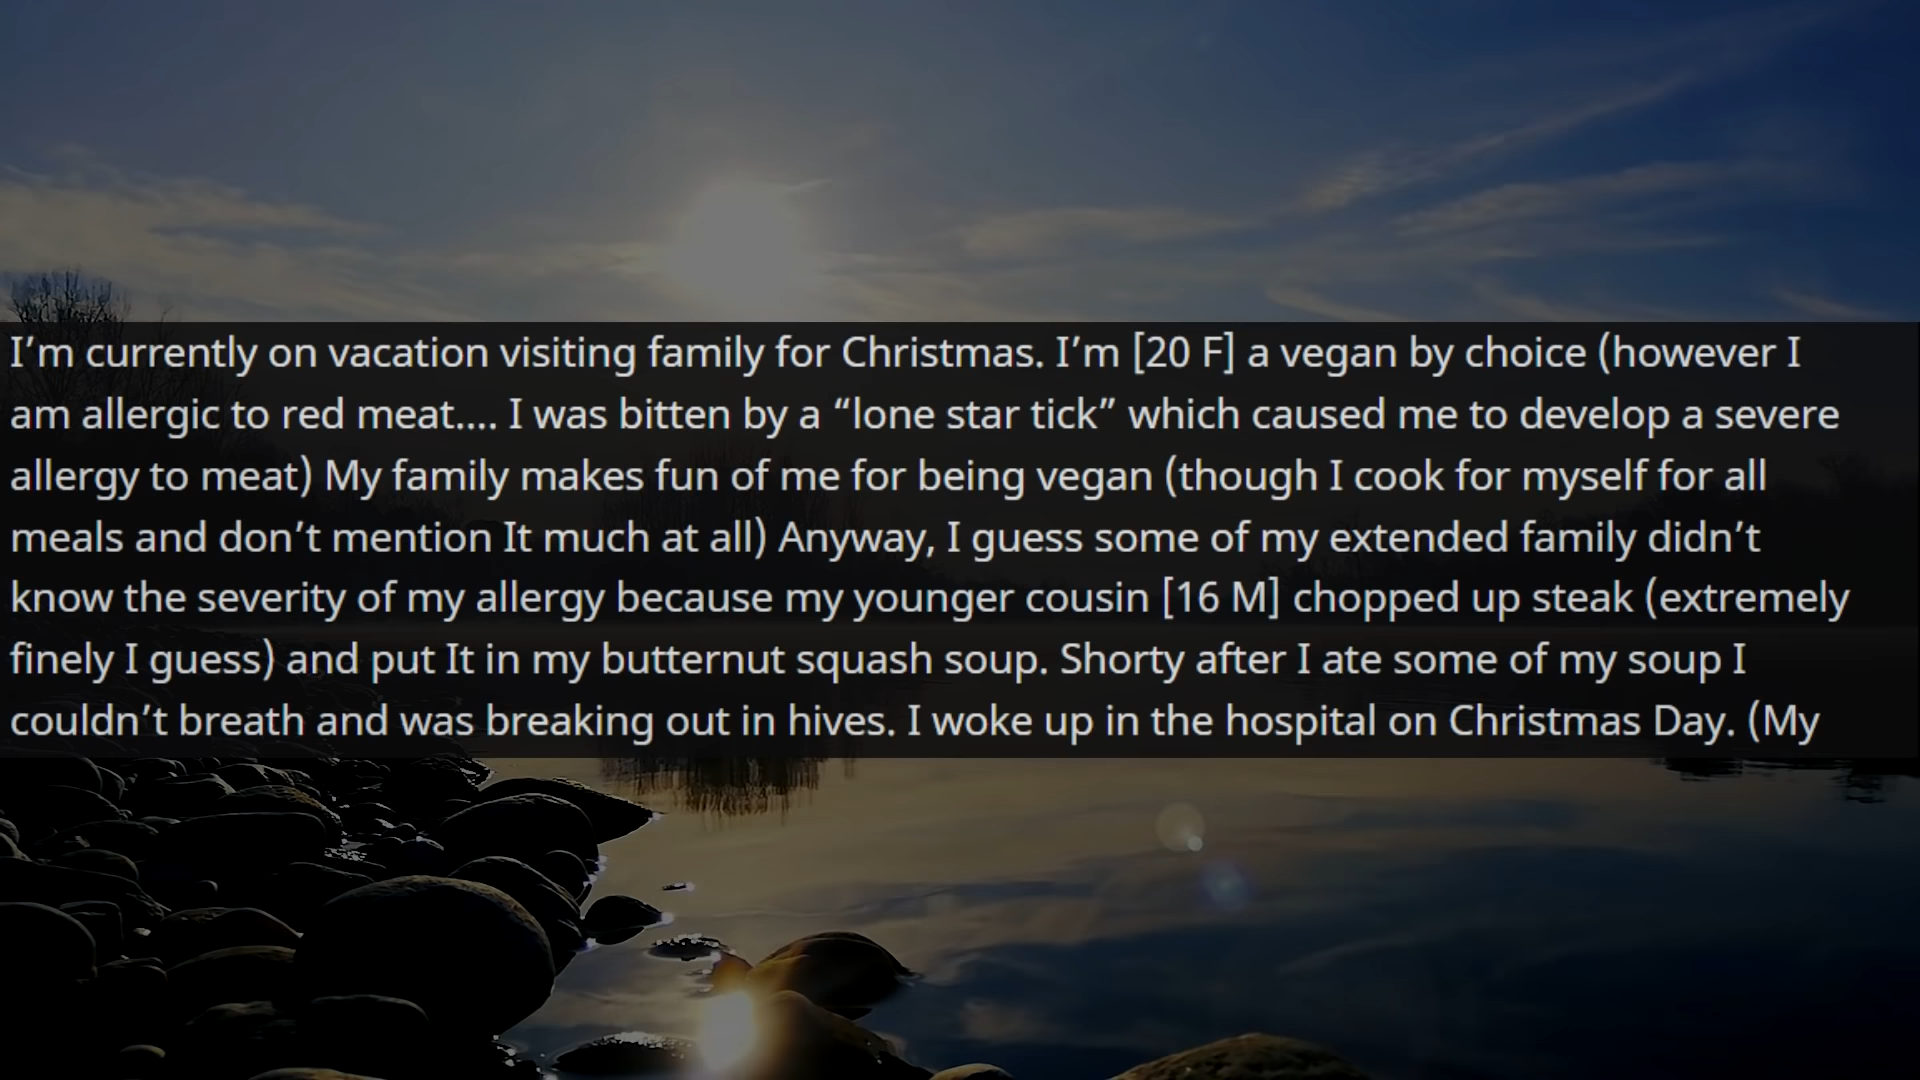 I’m currently on vacation visiting family for Christmas. I’m [20 F] a vegan by choice (however I
am allergic to red meat.... I was bitten by a “lone star tick” which caused me to develop a severe
allergy to meat) My family makes fun of me for being vegan (though I cook for myself for all
meals and don’t mention It much at all) Anyway, I guess some of my extended family didn’t
know the severity of my allergy because my younger cousin [16 M] chopped up steak (extremely
finely I guess) and put It in my butternut squash soup. Shorty after I ate some of my soup I
couldn’t breath and was breaking out in hives. I woke up in the hospital on Christmas Day. (My